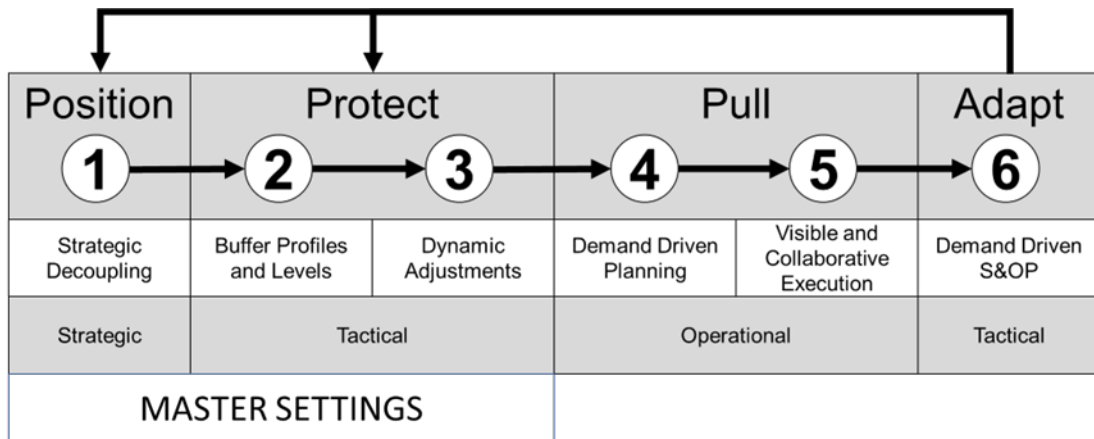 Position Protect Pull Adapt
1 2 3 4 5 6
Strategic
Decoupling
Buffer Profiles
and Levels
Dynamic
Adjustments
Demand Driven
Planning
Visible and
Collaborative
Execution
Demand Driven
S&OP
Strategic Tactical Operational Tactical
MASTER SETTINGS